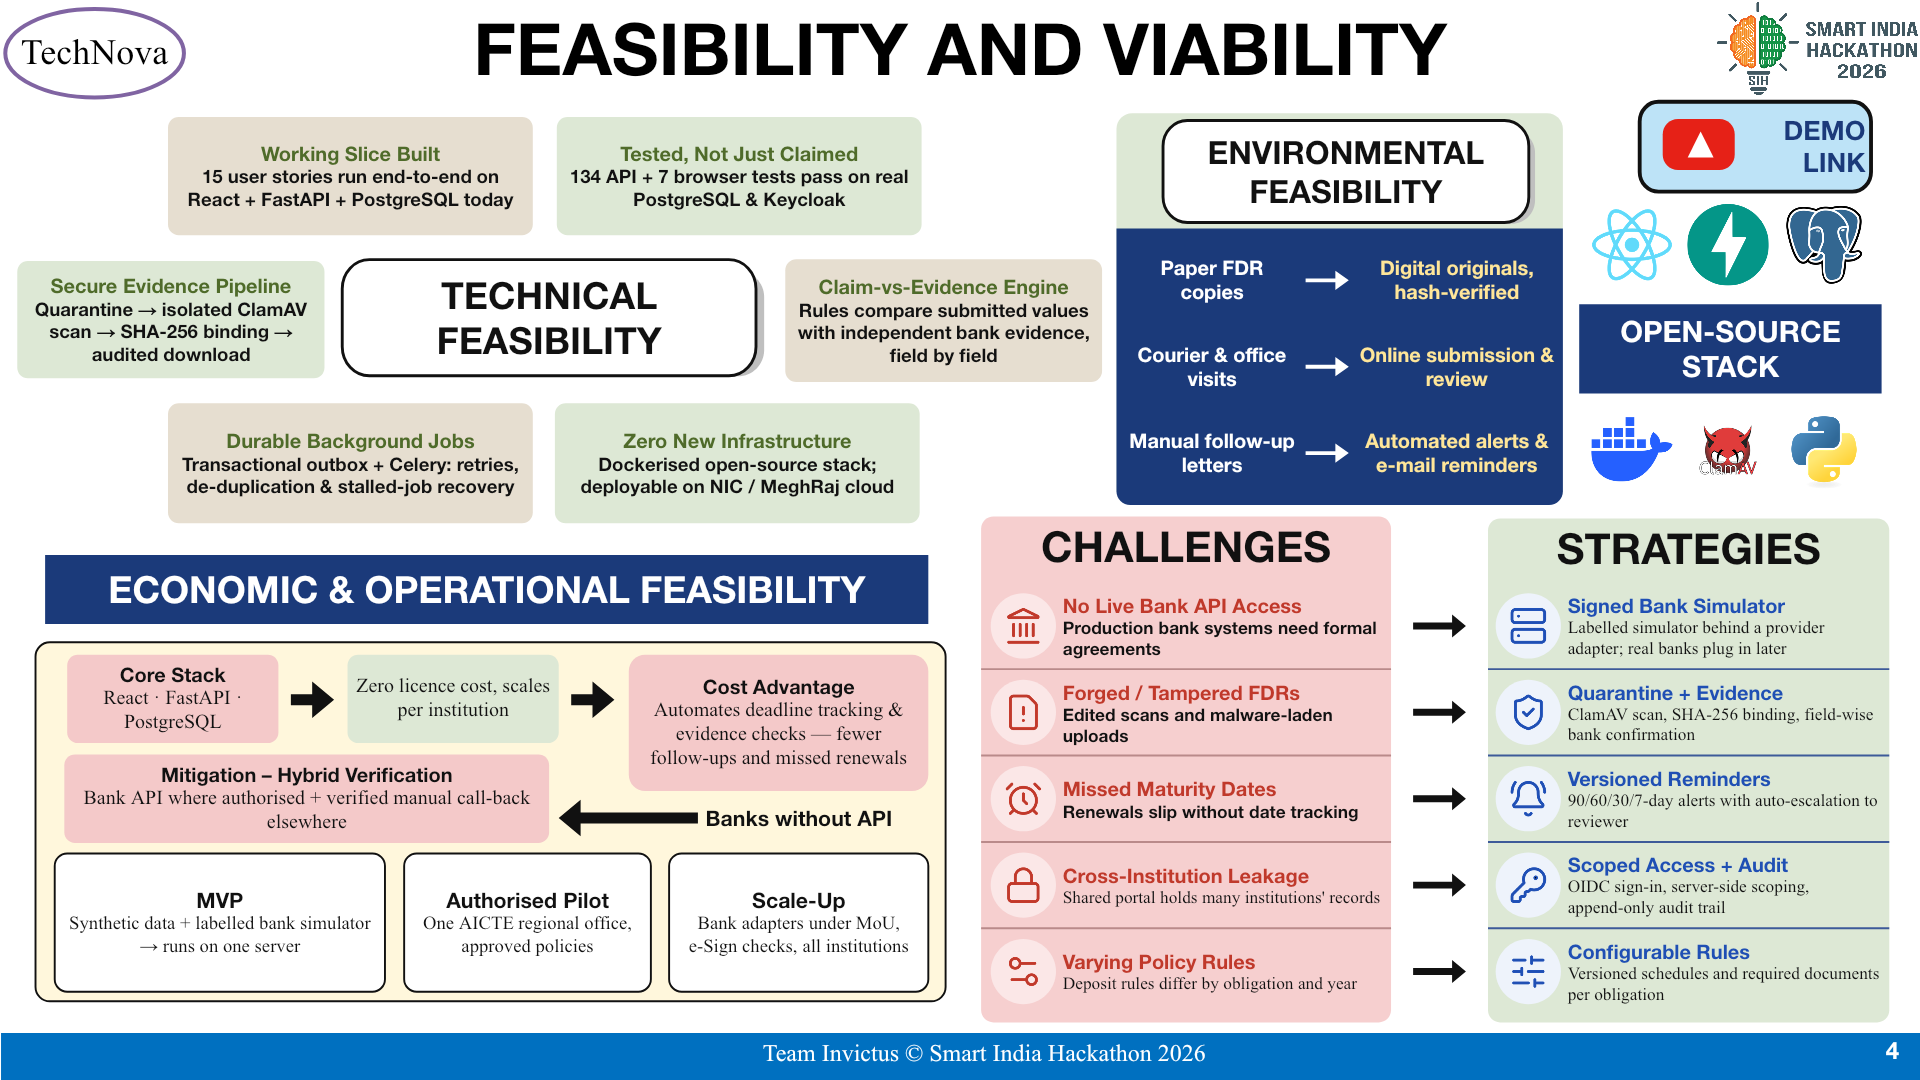 TechNova
FEASIBILITY AND VIABILITY
SIH
SMART INDIA
HACKATHON
2026
Working Slice Built
15 user stories run end-to-end on
React + FastAPI + PostgreSQL today
Tested, Not Just Claimed
134 API + 7 browser tests pass on real
PostgreSQL & Keycloak
Secure Evidence Pipeline
Quarantine → isolated ClamAV
scan → SHA-256 binding →
audited download
TECHNICAL
FEASIBILITY
Claim-vs-Evidence Engine
Rules compare submitted values
with independent bank evidence,
field by field
Durable Background Jobs
Transactional outbox + Celery: retries,
de-duplication & stalled-job recovery
Zero New Infrastructure
Dockerised open-source stack;
deployable on NIC / MeghRaj cloud
ENVIRONMENTAL
FEASIBILITY
Paper FDR
copies
Digital originals,
hash-verified
Courier & office
visits
Online submission &
review
Manual follow-up
letters
Automated alerts &
e-mail reminders
DEMO
LINK
OPEN-SOURCE
STACK
ClamAV
ECONOMIC & OPERATIONAL FEASIBILITY
Core Stack
React · FastAPI ·
PostgreSQL
Zero licence cost, scales
per institution
Cost Advantage
Automates deadline tracking &
evidence checks — fewer
follow-ups and missed renewals
Mitigation – Hybrid Verification
Bank API where authorised + verified manual call-back
elsewhere
Banks without API
MVP
Synthetic data + labelled bank simulator
→ runs on one server
Authorised Pilot
One AICTE regional office,
approved policies
Scale-Up
Bank adapters under MoU,
e-Sign checks, all institutions
CHALLENGES
No Live Bank API Access
Production bank systems need formal
agreements
Forged / Tampered FDRs
Edited scans and malware-laden
uploads
Missed Maturity Dates
Renewals slip without date tracking
Cross-Institution Leakage
Shared portal holds many institutions' records
Varying Policy Rules
Deposit rules differ by obligation and year
STRATEGIES
Signed Bank Simulator
Labelled simulator behind a provider
adapter; real banks plug in later
Quarantine + Evidence
ClamAV scan, SHA-256 binding, field-wise
bank confirmation
Versioned Reminders
90/60/30/7-day alerts with auto-escalation to
reviewer
Scoped Access + Audit
OIDC sign-in, server-side scoping,
append-only audit trail
Configurable Rules
Versioned schedules and required documents
per obligation
Team Invictus © Smart India Hackathon 2026
4